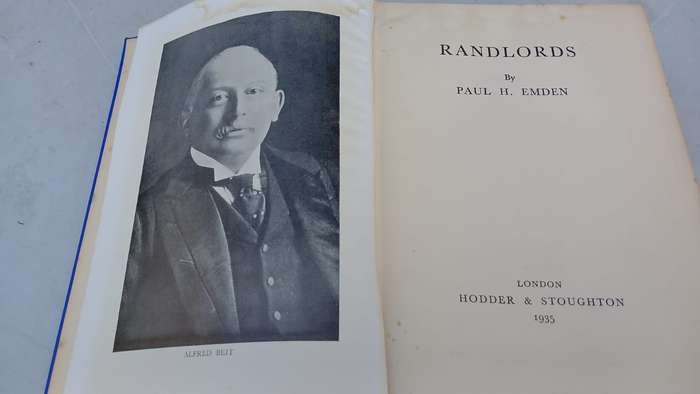 ALFRED BEIT
RANDLORDS
By
PAUL H. EMDEN
LONDON
HODDER & STOUGHTON
1935